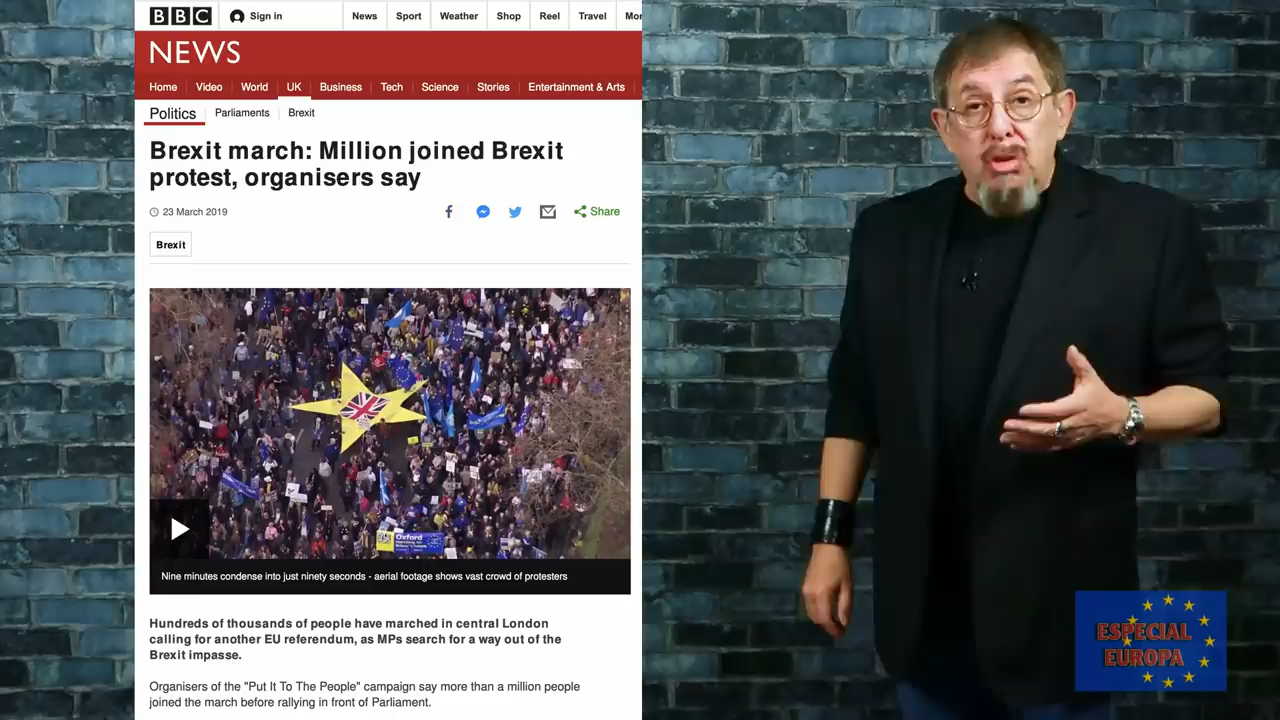 BBC Sign in News Sport Weather Shop Reel Travel Mor
NEWS
Home Video World UK Business Tech Science Stories Entertainment & Arts
Politics Parliaments Brexit
Brexit march: Million joined Brexit
protest, organisers say
23 March 2019 Share
Brexit
Oxford
Nine minutes condense into just ninety seconds - aerial footage shows vast crowd of protesters
Hundreds of thousands of people have marched in central London
calling for another EU referendum, as MPs search for a way out of the
Brexit impasse.
Organisers of the "Put It To The People" campaign say more than a million people
joined the march before rallying in front of Parliament.
ESPECIAL
EUROPA